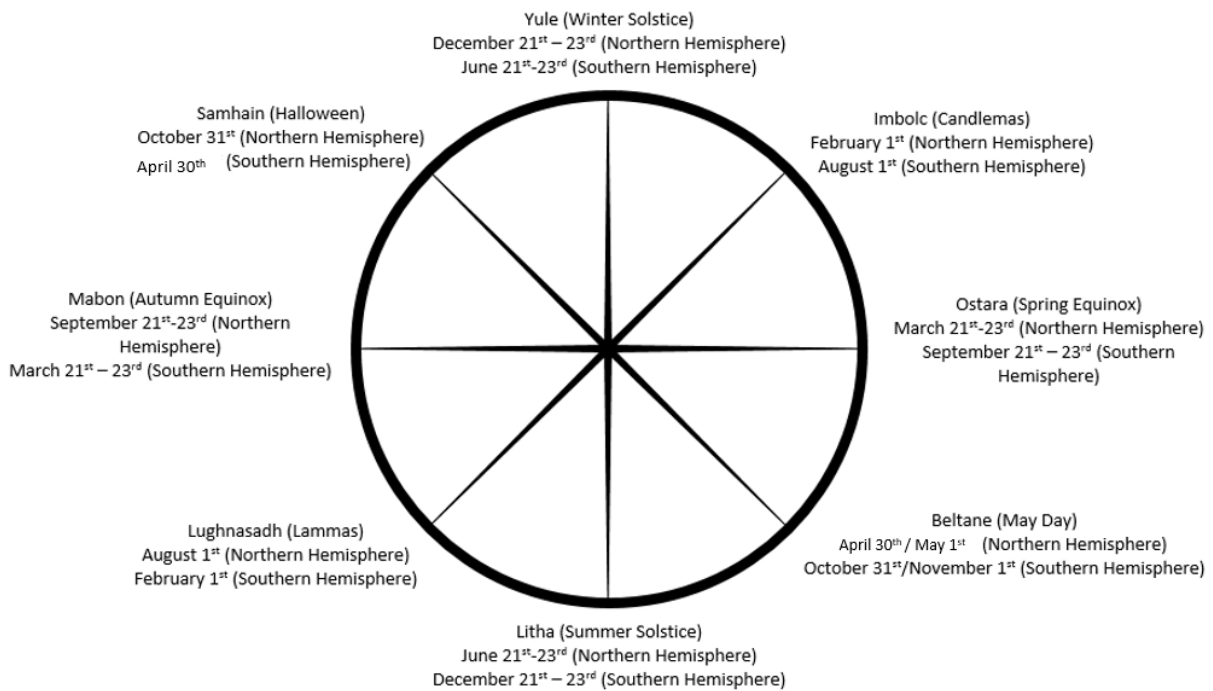 Yule (Winter Solstice)
December 21st – 23rd (Northern Hemisphere)
June 21st-23rd (Southern Hemisphere)
Samhain (Halloween)
October 31st (Northern Hemisphere)
April 30th (Southern Hemisphere)
Imbolc (Candlemas)
February 1st (Northern Hemisphere)
August 1st (Southern Hemisphere)
Mabon (Autumn Equinox)
September 21st-23rd (Northern
Hemisphere)
March 21st – 23rd (Southern Hemisphere)
Ostara (Spring Equinox)
March 21st-23rd (Northern Hemisphere)
September 21st – 23rd (Southern
Hemisphere)
Lughnasadh (Lammas)
August 1st (Northern Hemisphere)
February 1st (Southern Hemisphere)
Beltane (May Day)
April 30th / May 1st (Northern Hemisphere)
October 31st/November 1st (Southern Hemisphere)
Litha (Summer Solstice)
June 21st-23rd (Northern Hemisphere)
December 21st – 23rd (Southern Hemisphere)